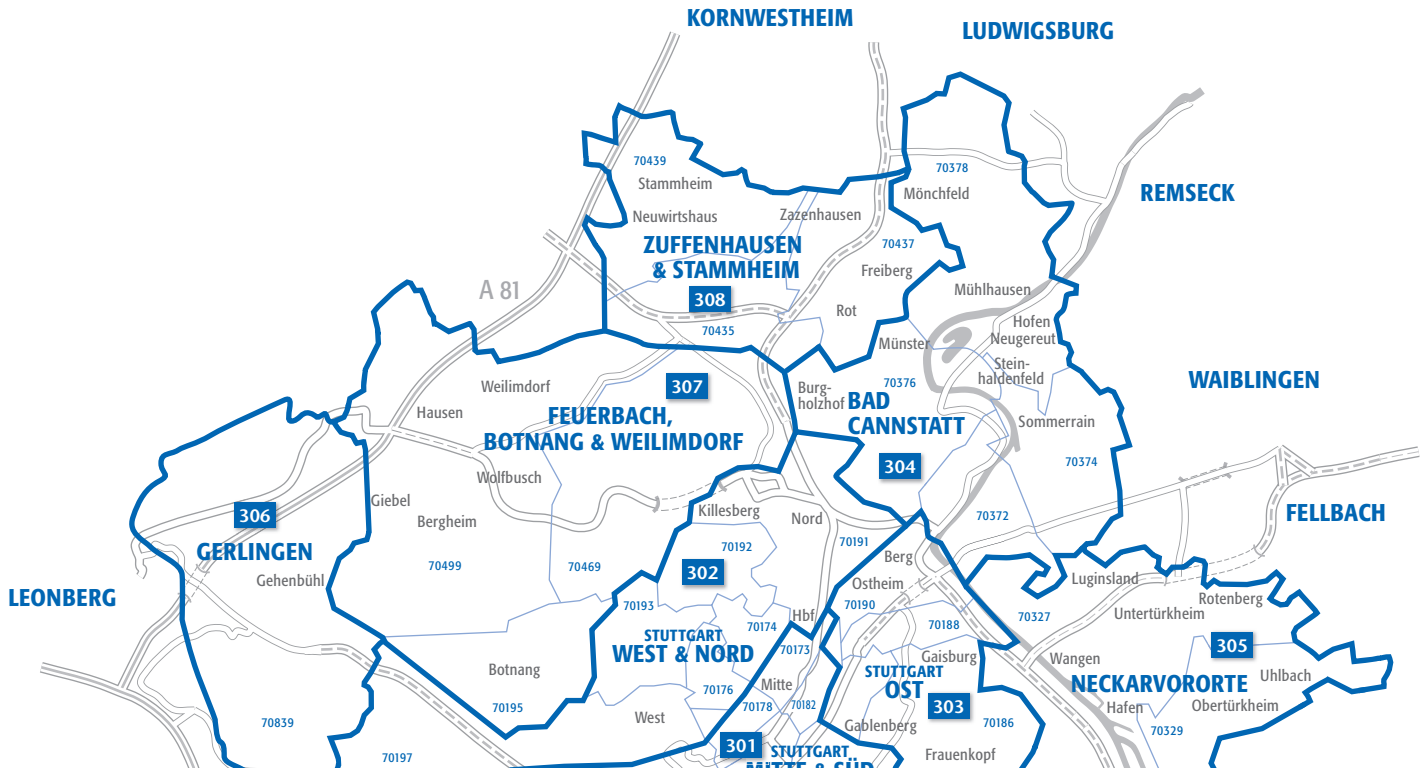 KORNWESTHEIM
LUDWIGSBURG
70439
Stammheim
70378
Mönchfeld
REMSECK
Neuwirtshaus
Zazenhausen
ZUFFENHAUSEN
& STAMMHEIM
308
70437
Freiberg
A 81
Mühlhausen
Rot
70435
Hofen
Neugereut
Münster
Stein-
haldenfeld
70376
WAIBLINGEN
Weilimdorf
307
Burg-
holzhof
BAD
CANNSTATT
Hausen
FEUERBACH,
BOTNANG & WEILIMDORF
Sommerrain
304
70374
Wolfbusch
Giebel
306
Bergheim
Killesberg
Nord
70372
FELLBACH
GERLINGEN
70192
70191
Berg
Gehenbühl
70499
70469
302
Ostheim
Luginsland
LEONBERG
70193
70190
Hbf
70327
Untertürkheim
Rotenberg
70174
70188
STUTTGART
WEST & NORD
70173
Gaisburg
Wangen
305
Botnang
STUTTGART
OST
NECKARVORORTE
Uhlbach
Mitte
70176
70178
70182
303
Hafen
Obertürkheim
70195
West
Gablenberg
70186
70839
70329
301
STUTTGART
MITTE & SÜD
70197
Frauenkopf